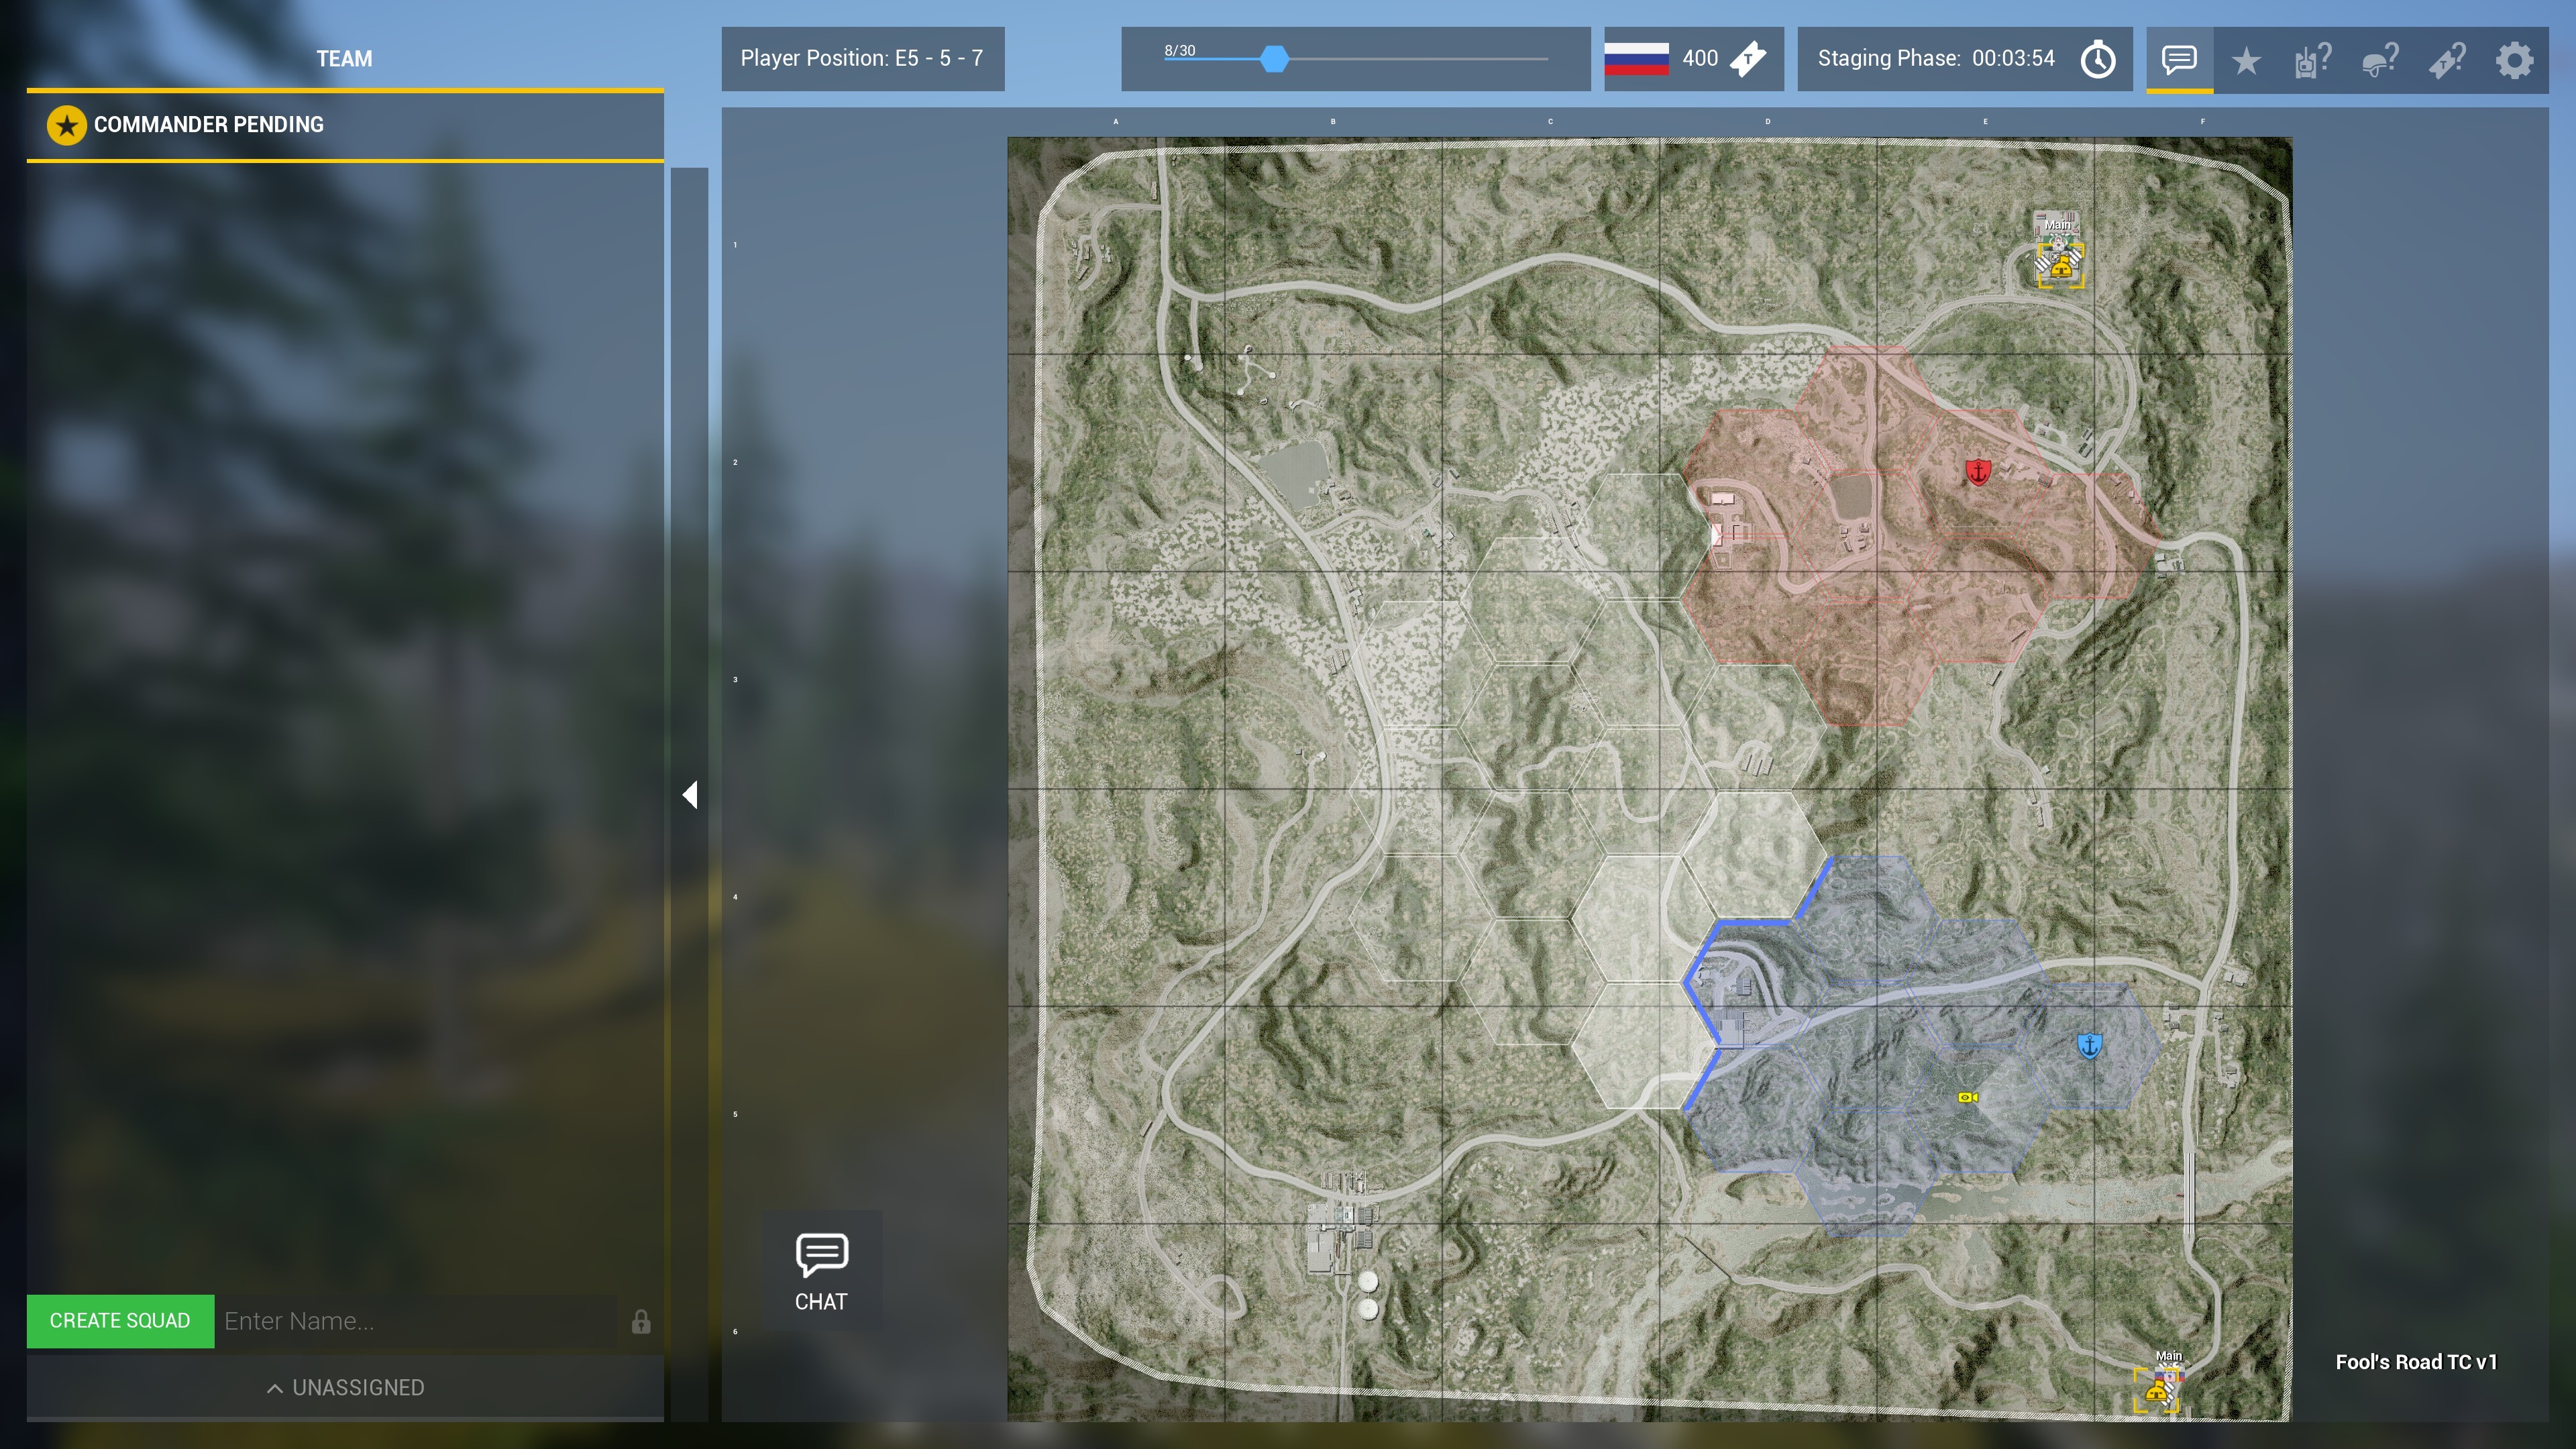 TEAM
Player Position: E5 - 5 - 7
8/30
400
T
Staging Phase: 00:03:54
COMMANDER PENDING
A B C D E F
Main
1
2
3
4
5
6
CHAT
CREATE SQUAD
Enter Name...
UNASSIGNED
Main
Fool's Road TC v1